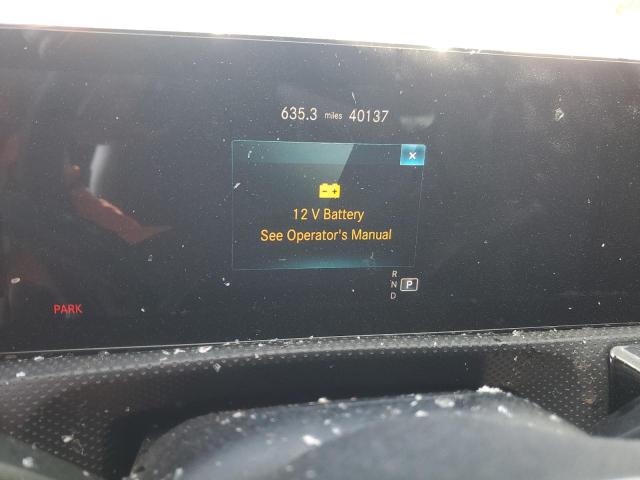 635.3 miles 40137
12 V Battery
See Operator's Manual
R
N P
D
PARK